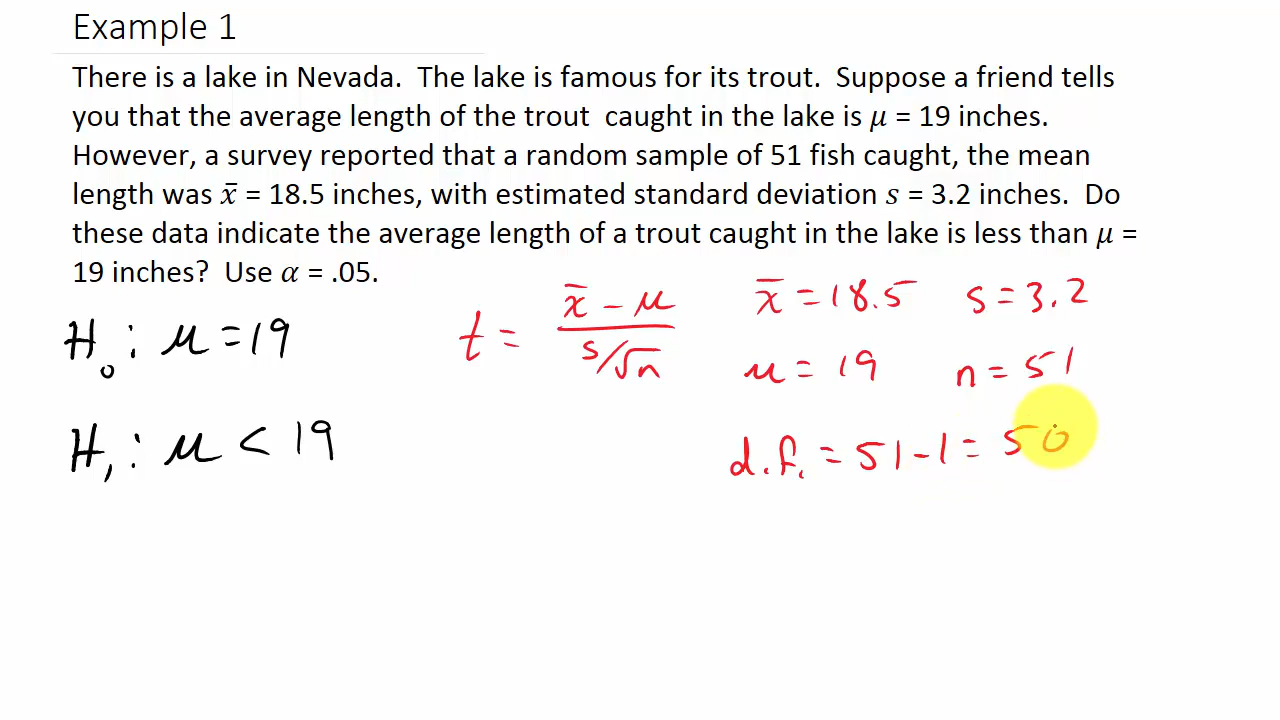 Example 1
There is a lake in Nevada. The lake is famous for its trout. Suppose a friend tells
you that the average length of the trout caught in the lake is μ = 19 inches.
However, a survey reported that a random sample of 51 fish caught, the mean
length was x̄ = 18.5 inches, with estimated standard deviation s = 3.2 inches. Do
these data indicate the average length of a trout caught in the lake is less than μ =
19 inches? Use α = .05.
H₀ : μ = 19
t = (x̄ − μ) / (s/√n)
x̄ = 18.5 s = 3.2
μ = 19 n = 51
H₁ : μ < 19
d.f. = 51 - 1 = 50